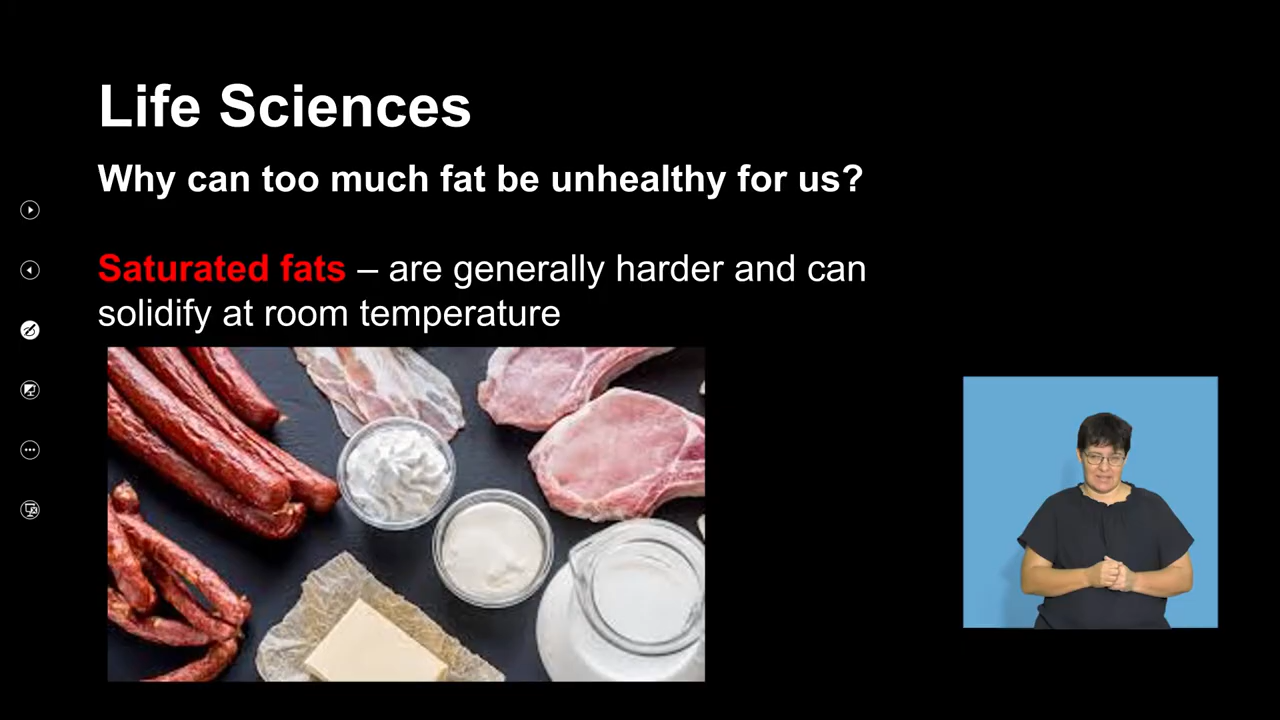 Life Sciences
Why can too much fat be unhealthy for us?
Saturated fats – are generally harder and can
solidify at room temperature